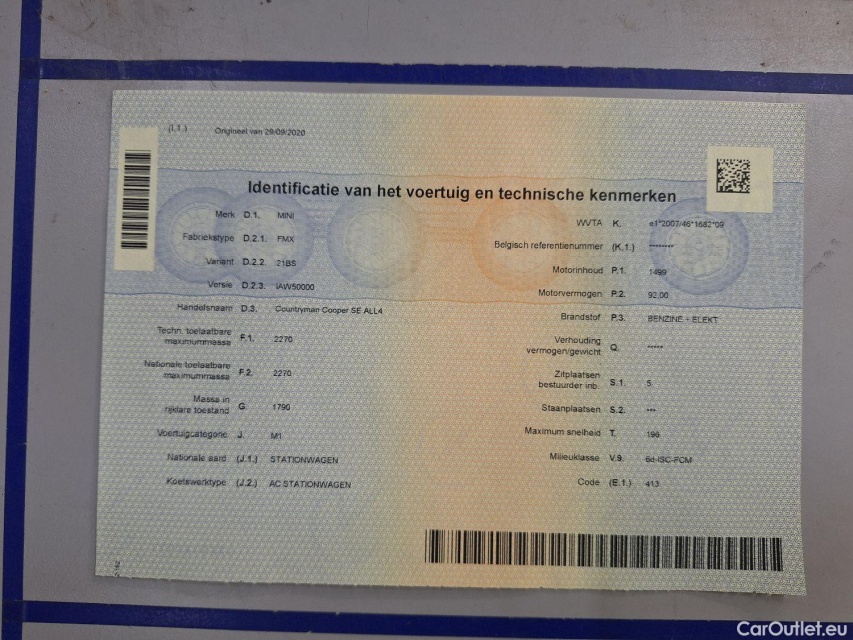 (I.1.) Origineel van 29/09/2020
Identificatie van het voertuig en technische kenmerken
Merk D.1. MINI
Fabriekstype D.2.1. FMX
Variant D.2.2. 21BS
Versie D.2.3. IAW50000
Handelsnaam D.3. Countryman Cooper SE ALL4
Techn. toelaatbare
maximummassa F.1. 2270
Nationale toelaatbare
maximummassa F.2. 2270
Massa in
rijklare toestand G. 1790
Voertuigcategorie J. M1
Nationale aard (J.1.) STATIONWAGEN
Koetswerktype (J.2.) AC STATIONWAGEN
WVTA K. e1*2007/46*1682*09
Belgisch referentienummer (K.1.) ********
Motorinhoud P.1. 1499
Motorvermogen P.2. 92,00
Brandstof P.3. BENZINE + ELEKT
Verhouding
vermogen/gewicht Q. *****
Zitplaatsen
bestuurder inb. S.1. 5
Staanplaatsen S.2. ***
Maximum snelheid T. 196
Milieuklasse V.9. 6d-ISC-FCM
Code (E.1.) 413
CarOutlet.eu